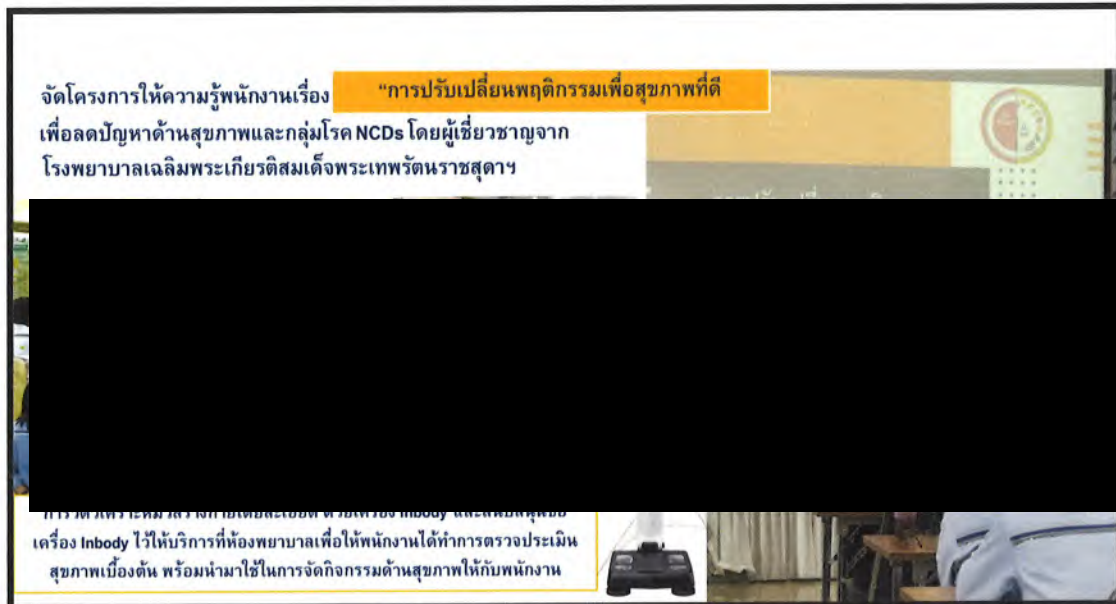 จัดโครงการให้ความรู้พนักงานเรื่อง "การปรับเปลี่ยนพฤติกรรมเพื่อสุขภาพที่ดี
เพื่อลดปัญหาด้านสุขภาพและกลุ่มโรค NCDs โดยผู้เชี่ยวชาญจาก
โรงพยาบาลเฉลิมพระเกียรติสมเด็จพระเทพรัตนราชสุดาฯ
เครื่อง Inbody ไว้ให้บริการที่ห้องพยาบาลเพื่อให้พนักงานได้ทำการตรวจประเมิน
สุขภาพเบื้องต้น พร้อมนำมาใช้ในการจัดกิจกรรมด้านสุขภาพให้กับพนักงาน